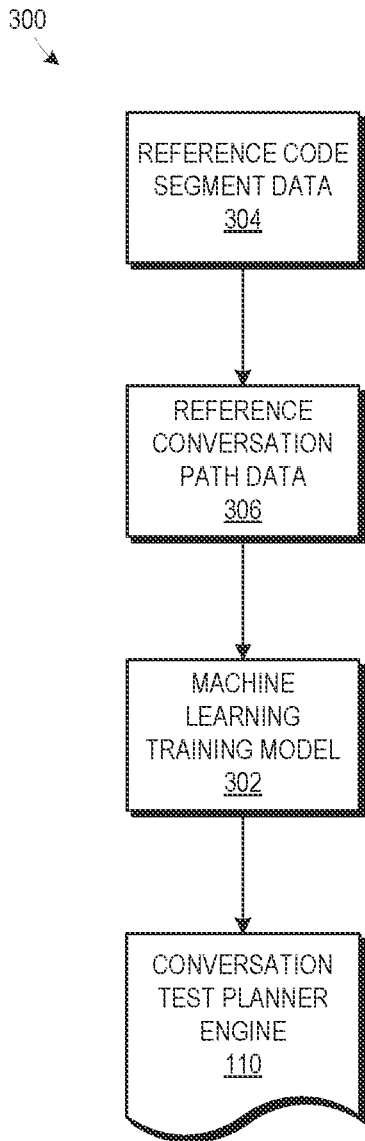 300
REFERENCE CODE
SEGMENT DATA
304
REFERENCE
CONVERSATION
PATH DATA
306
MACHINE
LEARNING
TRAINING MODEL
302
CONVERSATION
TEST PLANNER
ENGINE
110